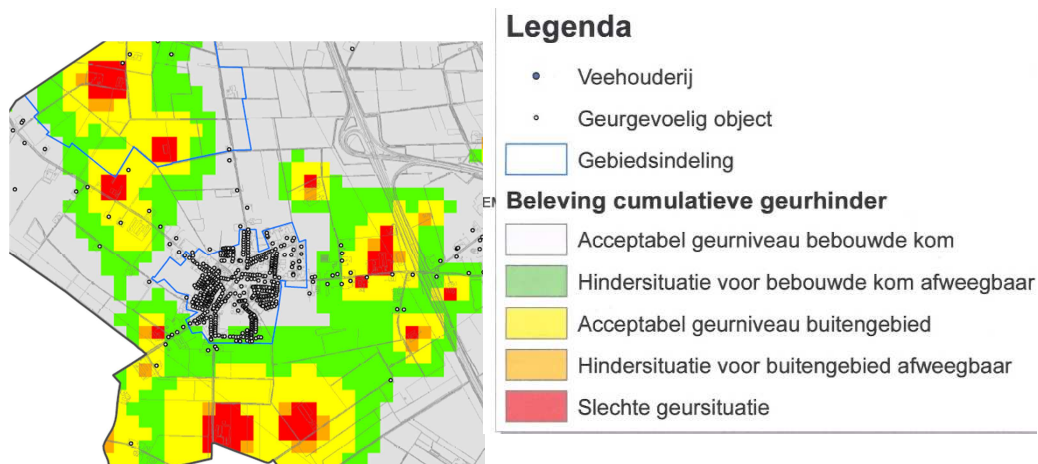 Legenda
Veehouderij
Geurgevoelig object
Gebiedsindeling
Beleving cumulatieve geurhinder
Acceptabel geurniveau bebouwde kom
Hindersituatie voor bebouwde kom afweegbaar
Acceptabel geurniveau buitengebied
Hindersituatie voor buitengebied afweegbaar
Slechte geursituatie